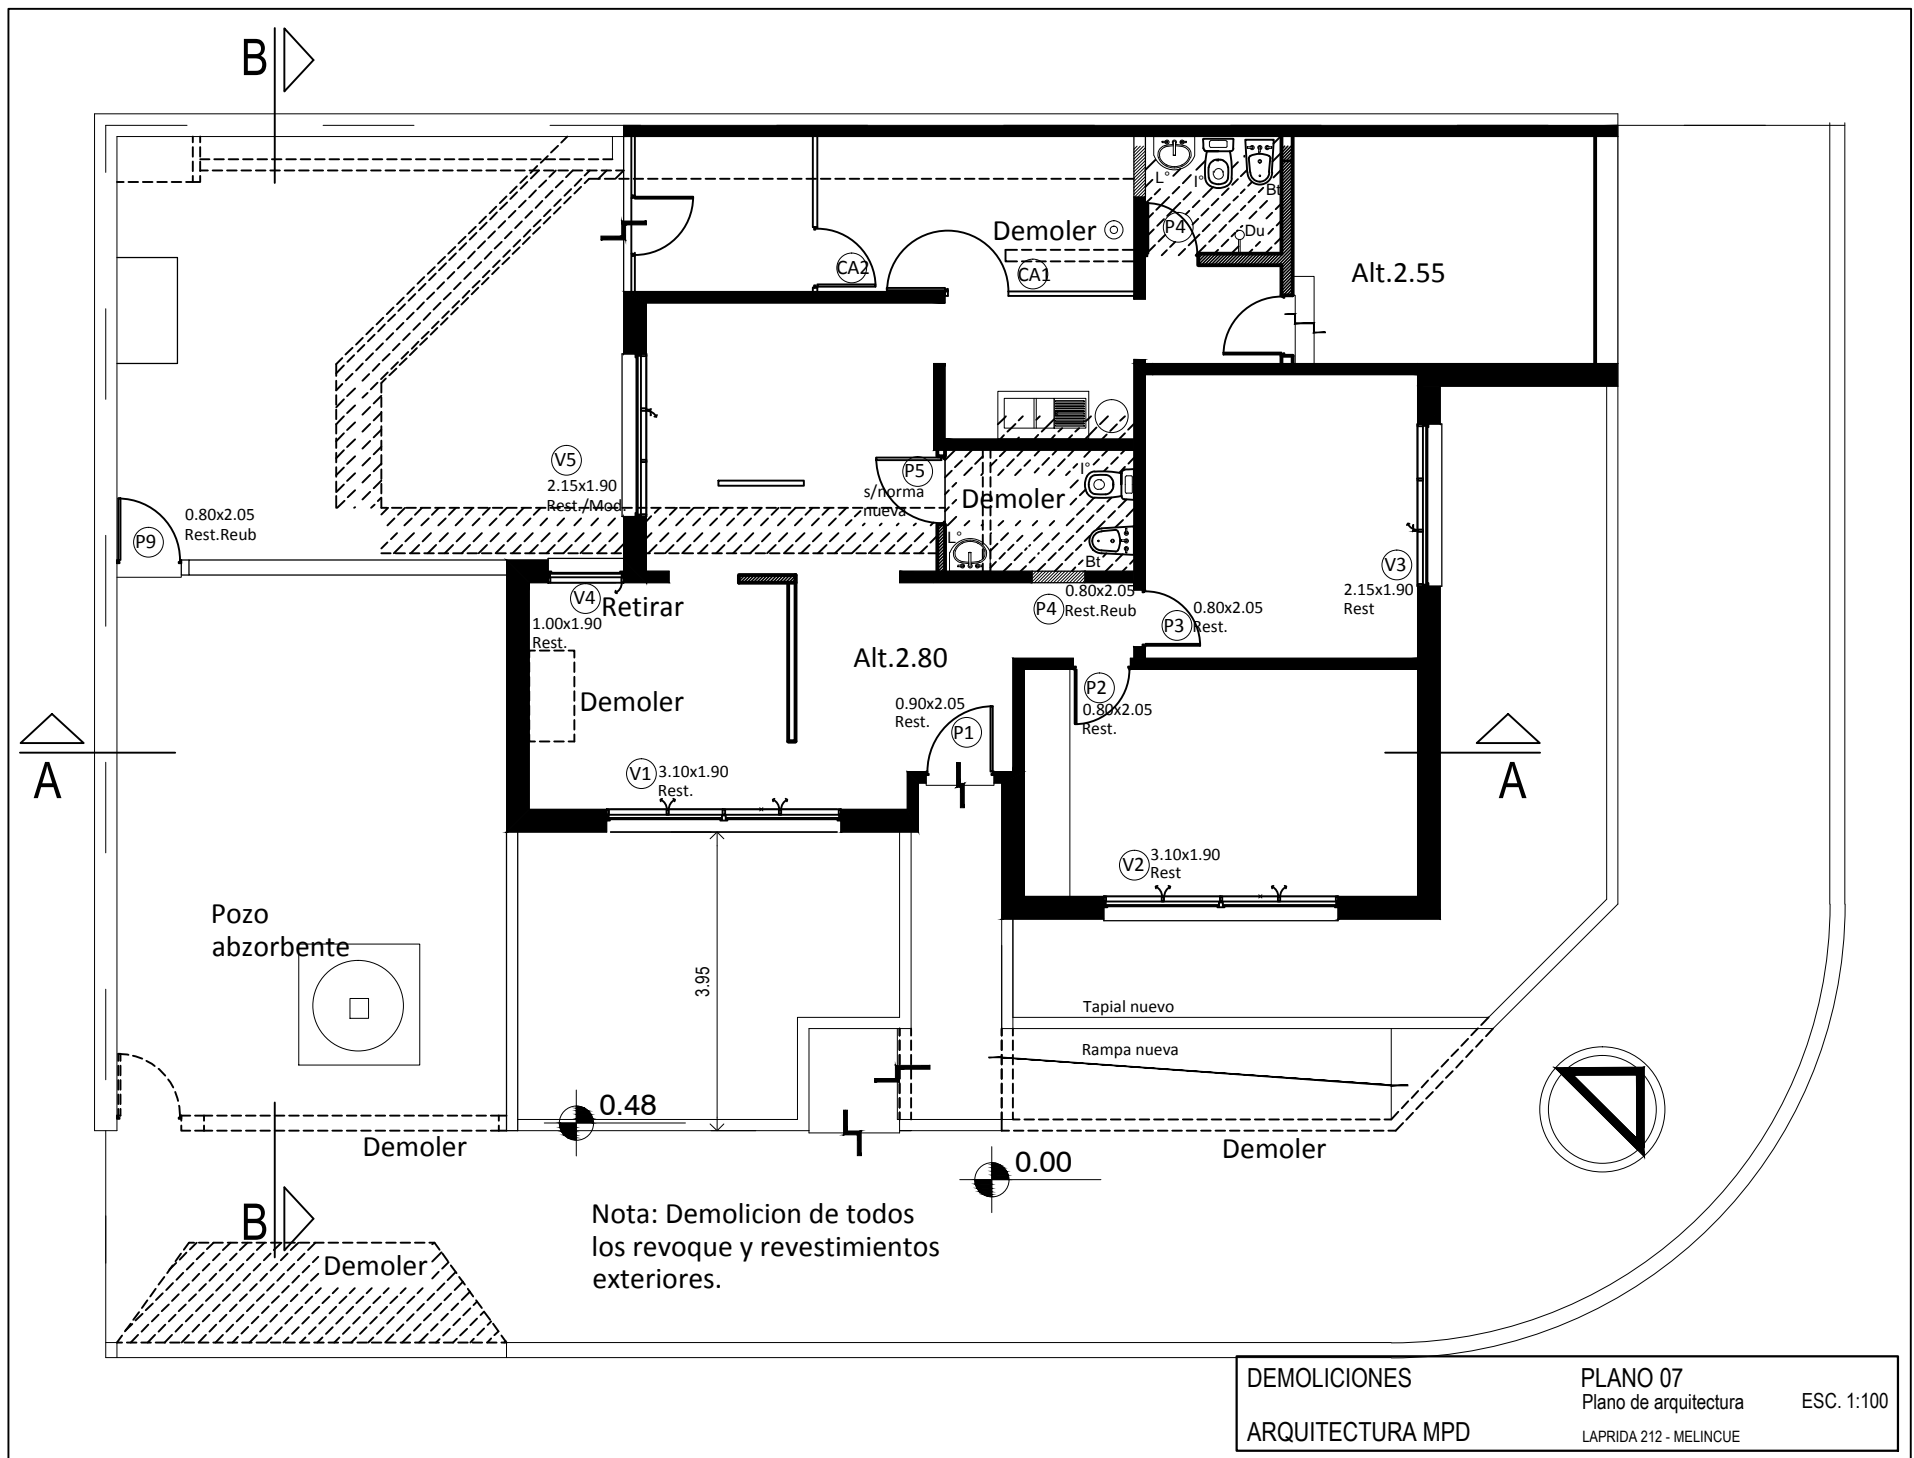 B
Demoler
CA2
CA1
L°
I°
Bt
P4
Du
Alt.2.55
V5
2.15x1.90
Rest./Mod.
P5
s/norma
nueva
Demoler
I°
L°
Bt
P9
0.80x2.05
Rest.Reub
V4
Retirar
1.00x1.90
Rest.
P4
0.80x2.05
Rest.Reub
P3
0.80x2.05
Rest.
V3
2.15x1.90
Rest
Alt.2.80
Demoler
P2
0.80x2.05
Rest.
0.90x2.05
Rest.
P1
A
A
V1
3.10x1.90
Rest.
V2
3.10x1.90
Rest
Pozo
abzorbente
3.95
Tapial nuevo
Rampa nueva
0.48
Demoler
Demoler
0.00
B
Demoler
Nota: Demolicion de todos
los revoque y revestimientos
exteriores.
DEMOLICIONES
PLANO 07
Plano de arquitectura
ESC. 1:100
ARQUITECTURA MPD
LAPRIDA 212 - MELINCUE